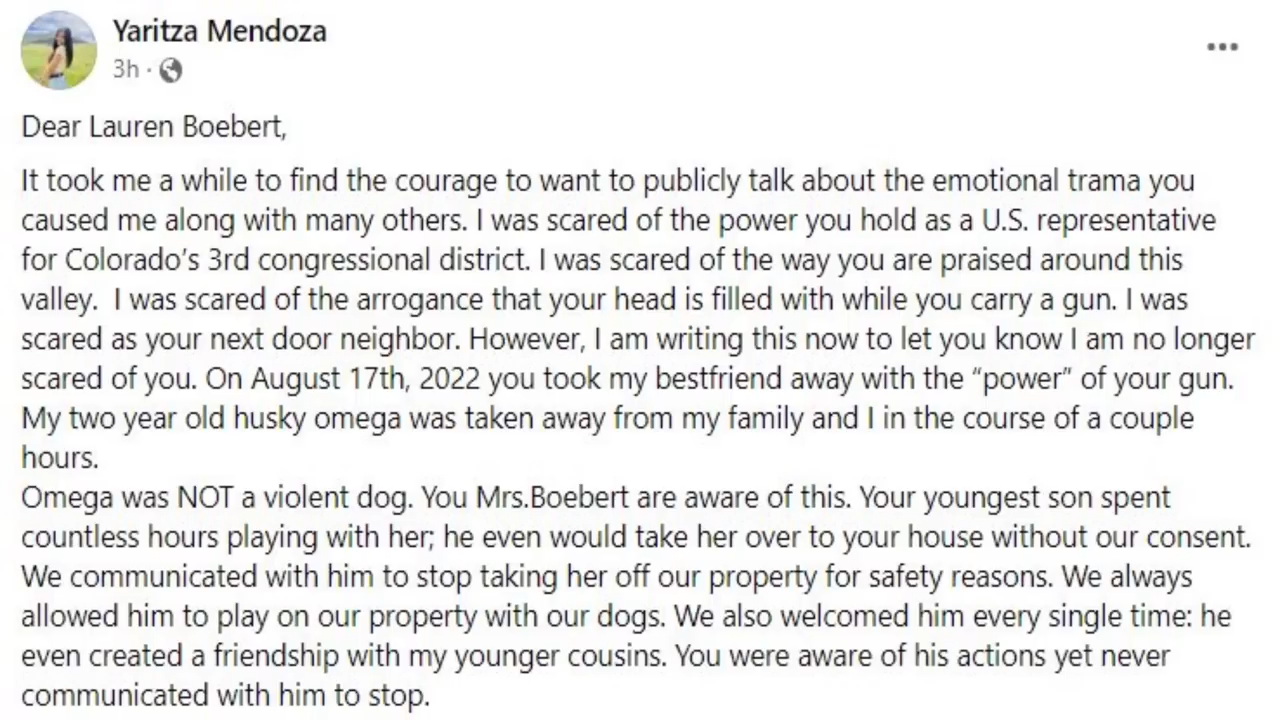 Yaritza Mendoza
3h ·
Dear Lauren Boebert,
It took me a while to find the courage to want to publicly talk about the emotional trama you
caused me along with many others. I was scared of the power you hold as a U.S. representative
for Colorado's 3rd congressional district. I was scared of the way you are praised around this
valley.  I was scared of the arrogance that your head is filled with while you carry a gun. I was
scared as your next door neighbor. However, I am writing this now to let you know I am no longer
scared of you. On August 17th, 2022 you took my bestfriend away with the “power” of your gun.
My two year old husky omega was taken away from my family and I in the course of a couple
hours.
Omega was NOT a violent dog. You Mrs.Boebert are aware of this. Your youngest son spent
countless hours playing with her; he even would take her over to your house without our consent.
We communicated with him to stop taking her off our property for safety reasons. We always
allowed him to play on our property with our dogs. We also welcomed him every single time: he
even created a friendship with my younger cousins. You were aware of his actions yet never
communicated with him to stop.